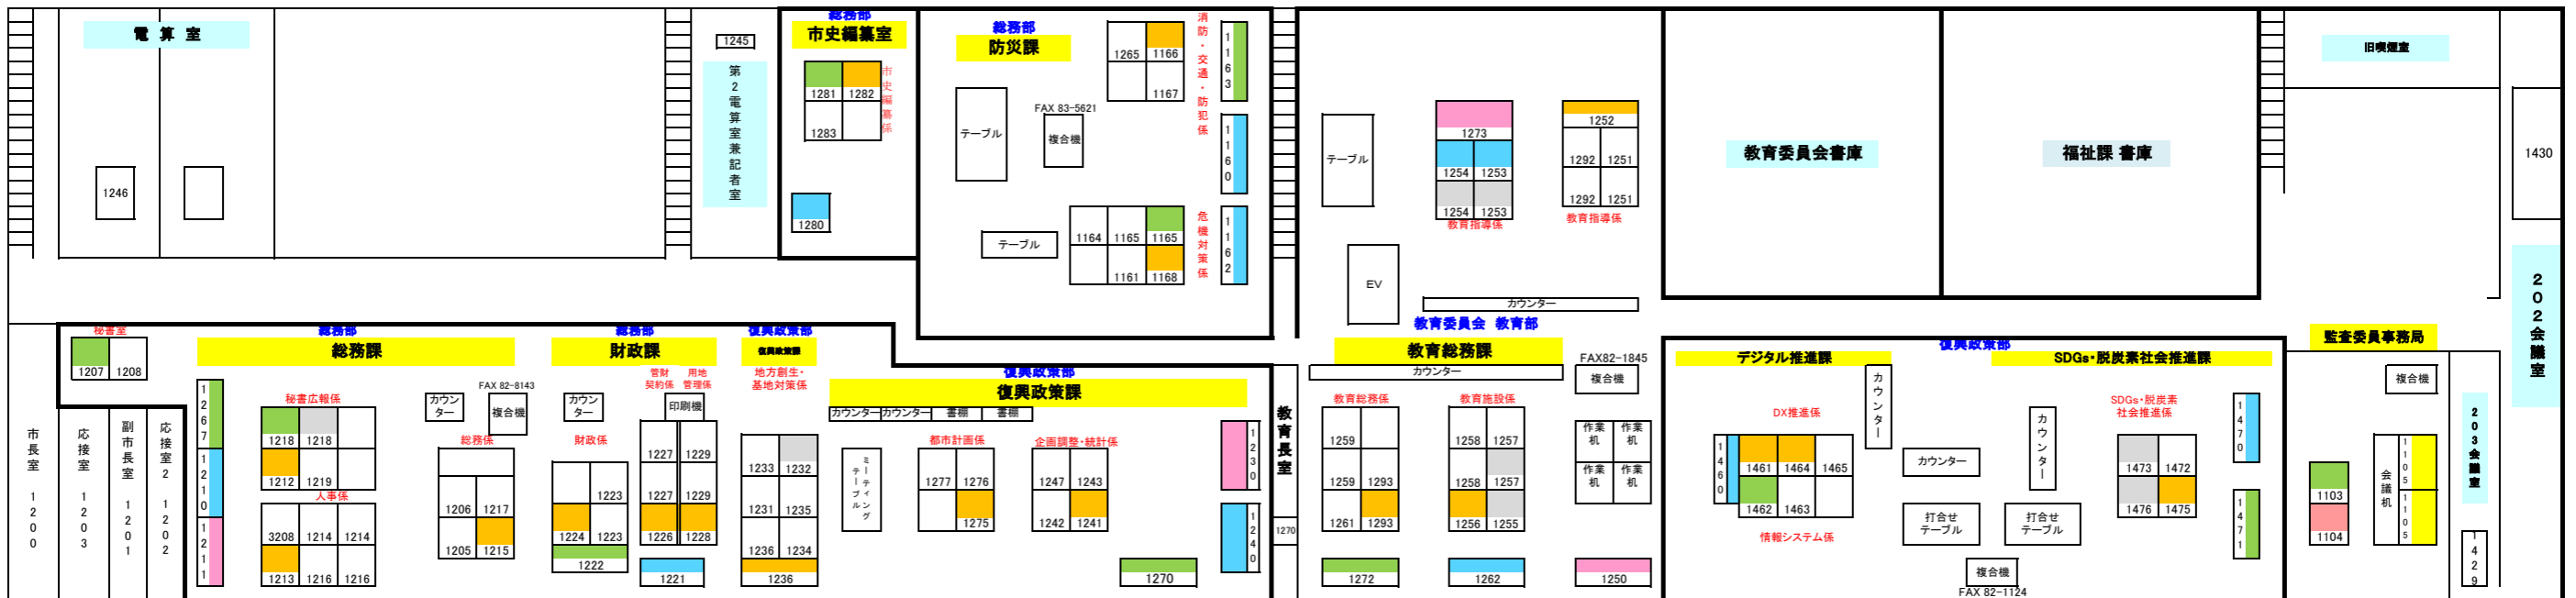 電 算 室
1246
1245
第2電算室兼記者室
総務部
市史編纂室
1281 1282
1283
市史編纂係
1280
総務部
防災課
テーブル
FAX 83-5621
複合機
テーブル
1265 1166
1167
消防・交通・防犯係
1163
1160
1164 1165 1165
1161 1168
危機対策係
1162
テーブル
EV
1273
1254 1253
1254 1253
教育指導係
1252
1292 1251
1292 1251
教育指導係
カウンター
教育委員会書庫
福祉課 書庫
旧喫煙室
1430
202会議室
秘書室
1207 1208
市長室 1200
応接室 1203
副市長室 1201
応接室2 1202
総務部
総務課
1267
1210
1211
秘書広報係
1218 1218
1212 1219
人事係
3208 1214 1214
1213 1216 1216
カウンター
FAX 82-8143
複合機
総務係
1206 1217
1205 1215
総務部
財政課
カウンター
財政係
1223
1224 1223
1222
管財契約係
用地管理係
印刷機
1227 1229
1227 1229
1226 1228
1221
復興政策部
復興政策課
地方創生・基地対策係
1233 1232
1231 1235
1236 1234
1236
復興政策部
復興政策課
カウンター カウンター 書棚 書棚
ミーティングテーブル
都市計画係
1277 1276
1275
企画調整・統計係
1247 1243
1242 1241
1230
1240
1270
教育長室
1270
教育委員会 教育部
教育総務課
カウンター
FAX82-1845
複合機
教育総務係
1259
1259 1293
1261 1293
1272
教育施設係
1258 1257
1258 1257
1256 1255
1262
作業机 作業机
作業机 作業机
1250
復興政策部
デジタル推進課
カウンター
DX推進係
1460
1461 1464 1465
1462 1463
情報システム係
カウンター
打合せテーブル
複合機
FAX 82-1124
SDGs・脱炭素社会推進課
カウンター
打合せテーブル
SDGs・脱炭素社会推進係
1473 1472
1476 1475
1470
1471
監査委員事務局
複合機
1103
1104
会議机
1105
1105
203会議室
1429